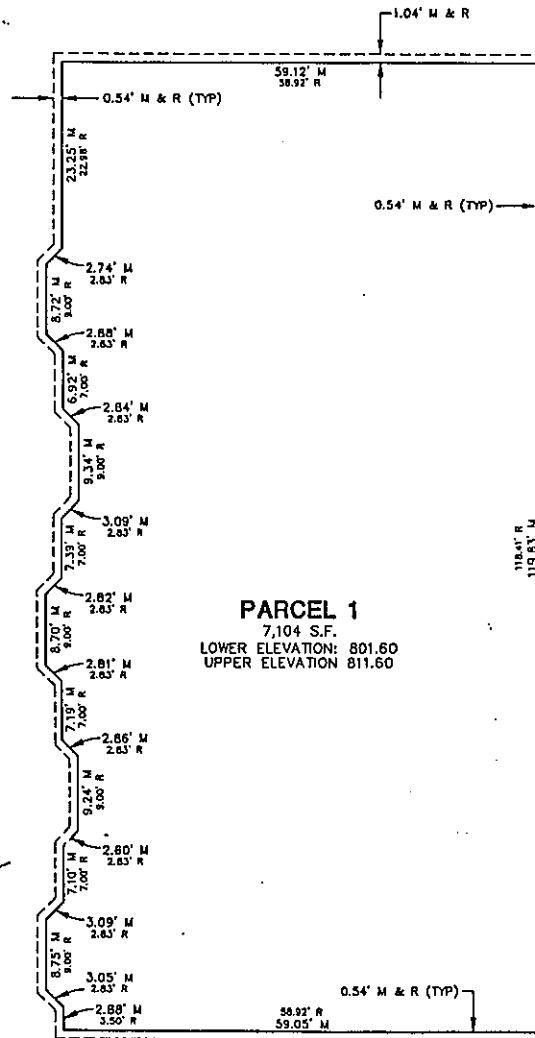 1.04' M & R
59.12' M
58.92' R
0.54' M & R (TYP)
23.25' M
22.98' R
0.54' M & R (TYP)
2.74' M
2.83' R
8.72' M
9.00' R
2.88' M
2.83' R
6.92' M
7.00' R
2.84' M
2.83' R
9.34' M
9.00' R
3.09' M
2.83' R
7.39' M
7.00' R
118.41' R
119.83' M
2.82' M
2.83' R
8.70' M
9.00' R
PARCEL 1
7,104 S.F.
LOWER ELEVATION: 801.60
UPPER ELEVATION 811.60
2.81' M
2.83' R
7.19' M
7.00' R
2.86' M
2.83' R
9.24' M
9.00' R
2.60' M
2.83' R
7.10' M
7.00' R
3.09' M
2.83' R
8.75' M
9.00' R
3.05' M
2.83' R
2.88' M
3.50' R
0.54' M & R (TYP)
58.92' R
59.05' M